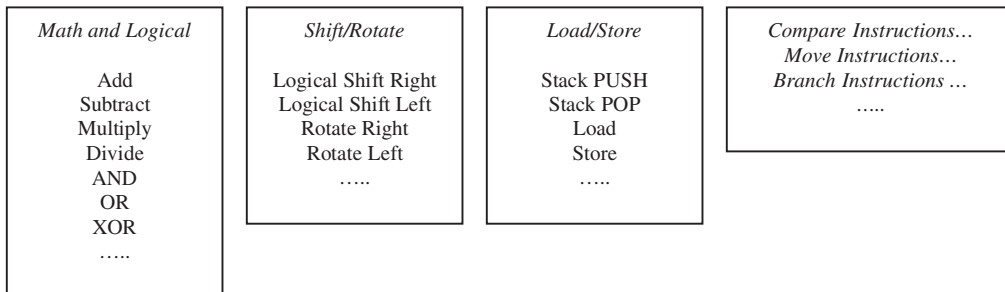 Math and Logical
Add
Subtract
Multiply
Divide
AND
OR
XOR
…..
Shift/Rotate
Logical Shift Right
Logical Shift Left
Rotate Right
Rotate Left
…..
Load/Store
Stack PUSH
Stack POP
Load
Store
…..
Compare Instructions…
Move Instructions…
Branch Instructions …
…..